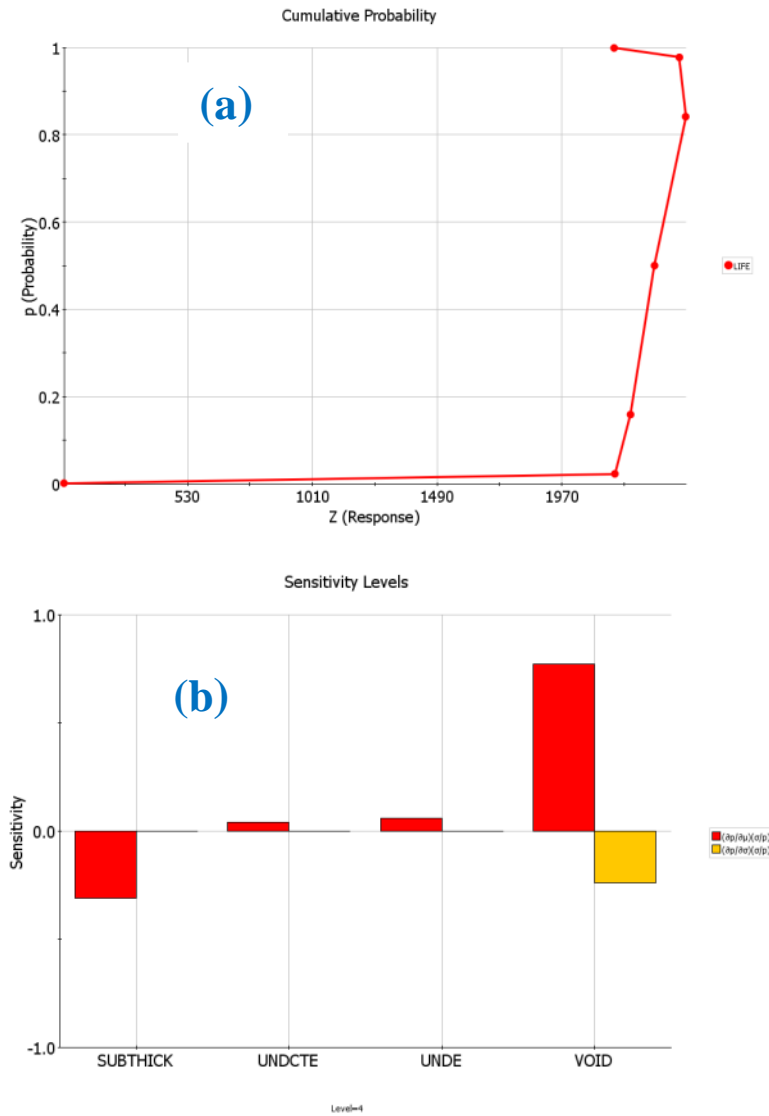 Cumulative Probability
(a)
1
0.8
0.6
0.4
0.2
0
p (Probability)
530 1010 1490 1970
Z (Response)
LIFE
Sensitivity Levels
(b)
1.0
0.0
-1.0
Sensitivity
SUBTHICK UNDCTE UNDE VOID
(∂p/∂μ)(σ/p)
(∂p/∂σ)(σ/p)
Level=4